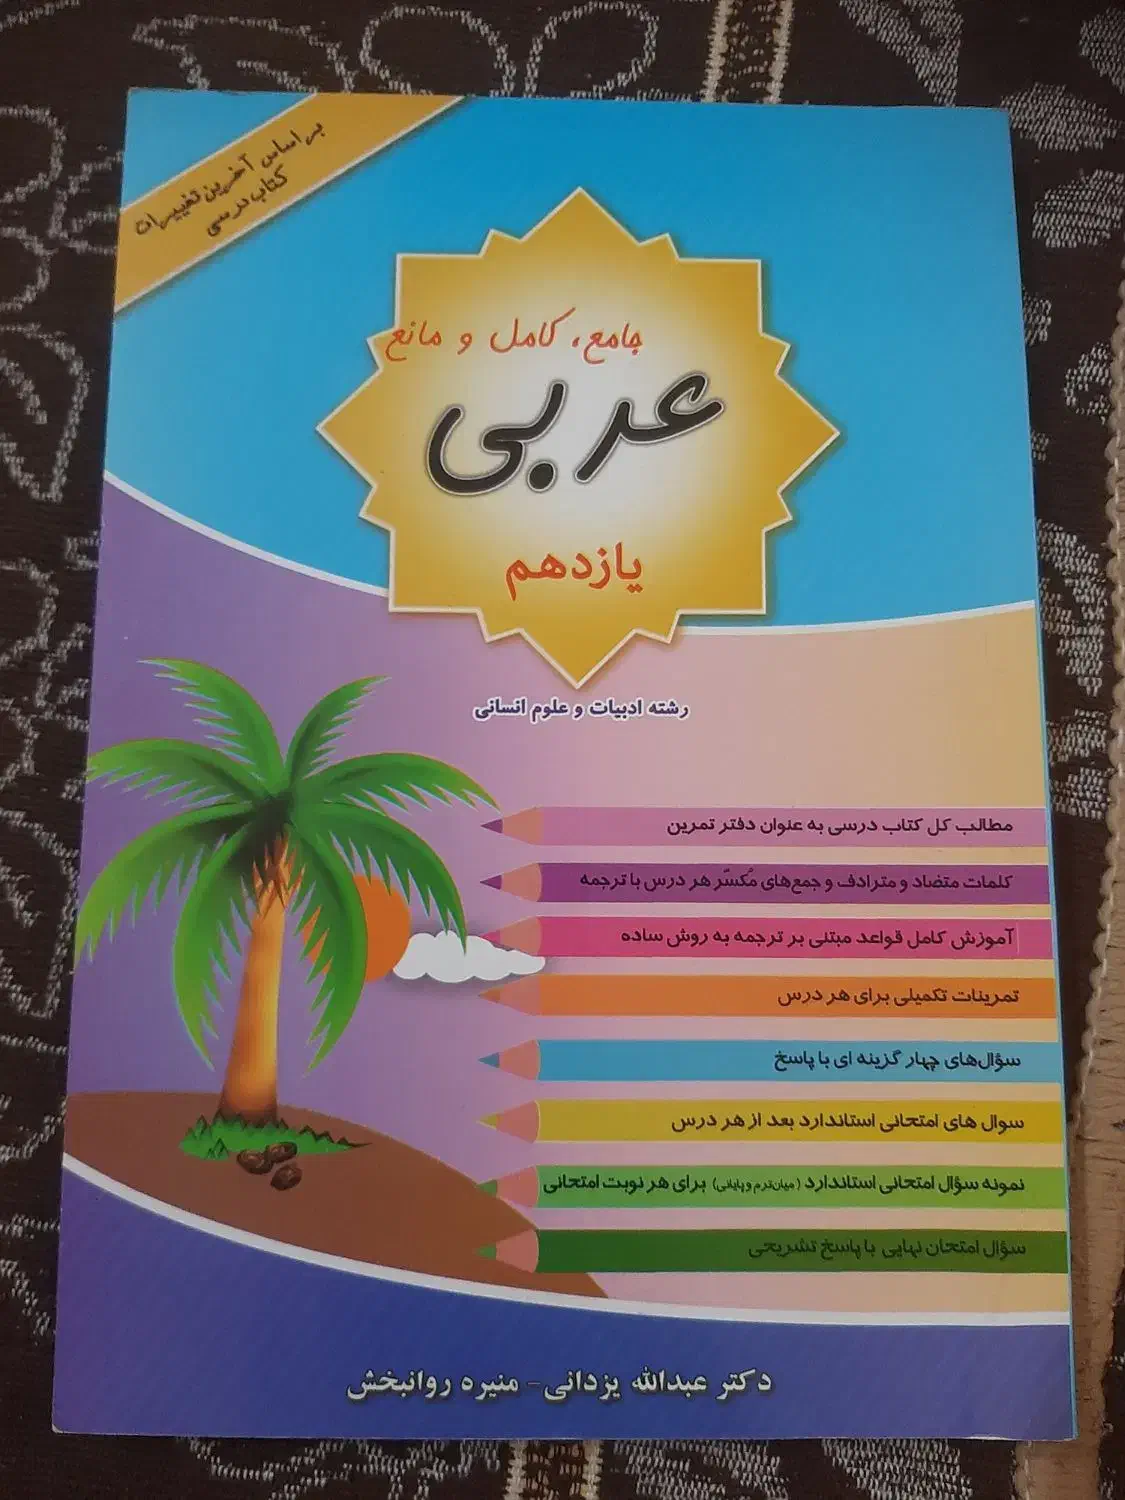 بر اساس آخرین تغییرات
کتاب درسی
جامع، کامل و مانع
عربی
یازدهم
رشته ادبیات و علوم انسانی
مطالب کل کتاب درسی به عنوان دفتر تمرین
کلمات متضاد و مترادف و جمع‌های مُکسّر هر درس با ترجمه
آموزش کامل قواعد مبتنی بر ترجمه به روش ساده
تمرینات تکمیلی برای هر درس
سؤال‌های چهار گزینه ای با پاسخ
سوال های امتحانی استاندارد بعد از هر درس
نمونه سؤال امتحانی استاندارد (میان‌ترم و پایانی) برای هر نوبت امتحانی
سؤال امتحان نهایی با پاسخ تشریحی
دکتر عبدالله یزدانی - منیره روانبخش